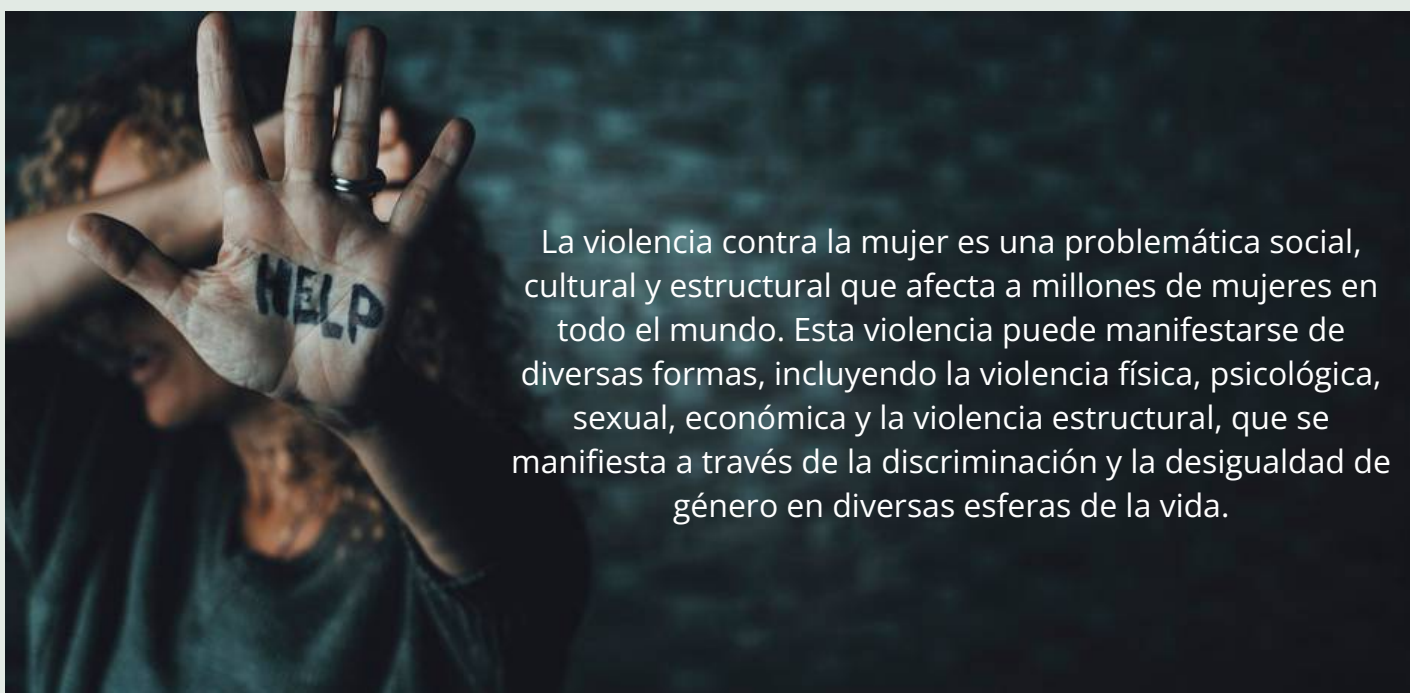 HELP
La violencia contra la mujer es una problemática social,
cultural y estructural que afecta a millones de mujeres en
todo el mundo. Esta violencia puede manifestarse de
diversas formas, incluyendo la violencia física, psicológica,
sexual, económica y la violencia estructural, que se
manifiesta a través de la discriminación y la desigualdad de
género en diversas esferas de la vida.